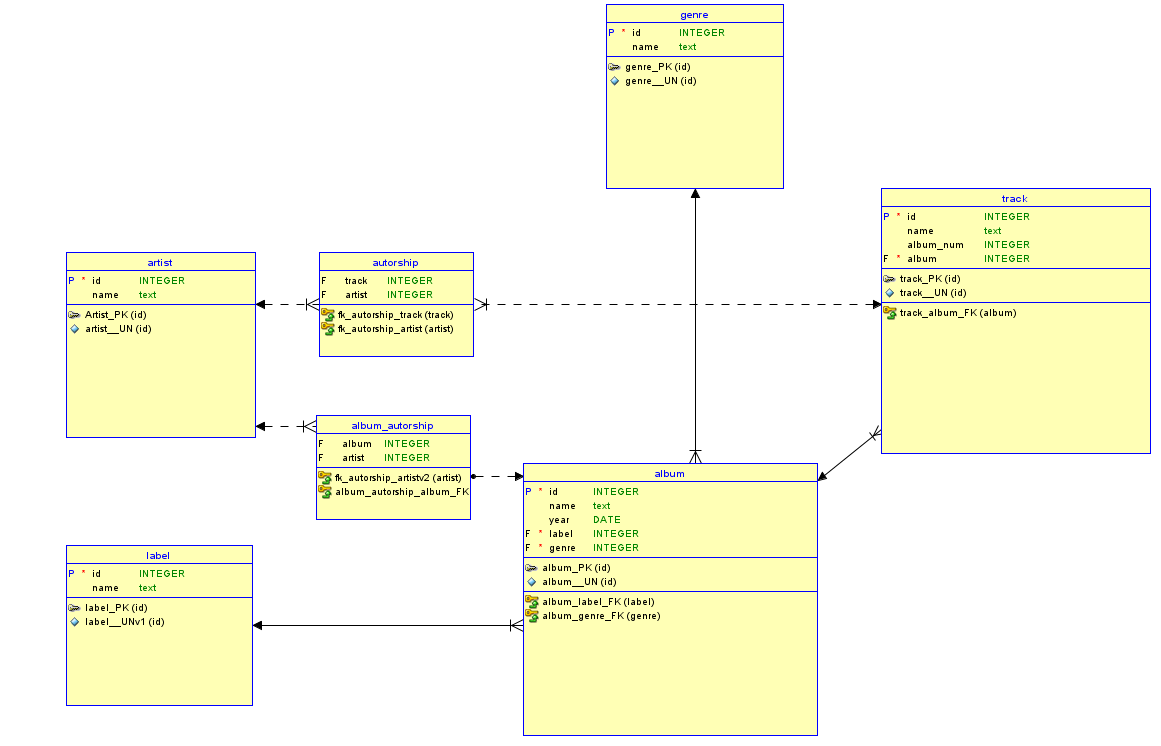 genre
P * id INTEGER
name text
genre_PK (id)
genre__UN (id)
track
P * id INTEGER
name text
album_num INTEGER
F * album INTEGER
track_PK (id)
track__UN (id)
track_album_FK (album)
artist
P * id INTEGER
name text
Artist_PK (id)
artist__UN (id)
autorship
F track INTEGER
F artist INTEGER
fk_autorship_track (track)
fk_autorship_artist (artist)
album_autorship
F album INTEGER
F artist INTEGER
fk_autorship_artistv2 (artist)
album_autorship_album_FK
album
P * id INTEGER
name text
year DATE
F * label INTEGER
F * genre INTEGER
album_PK (id)
album__UN (id)
album_label_FK (label)
album_genre_FK (genre)
label
P * id INTEGER
name text
label_PK (id)
label__UNv1 (id)